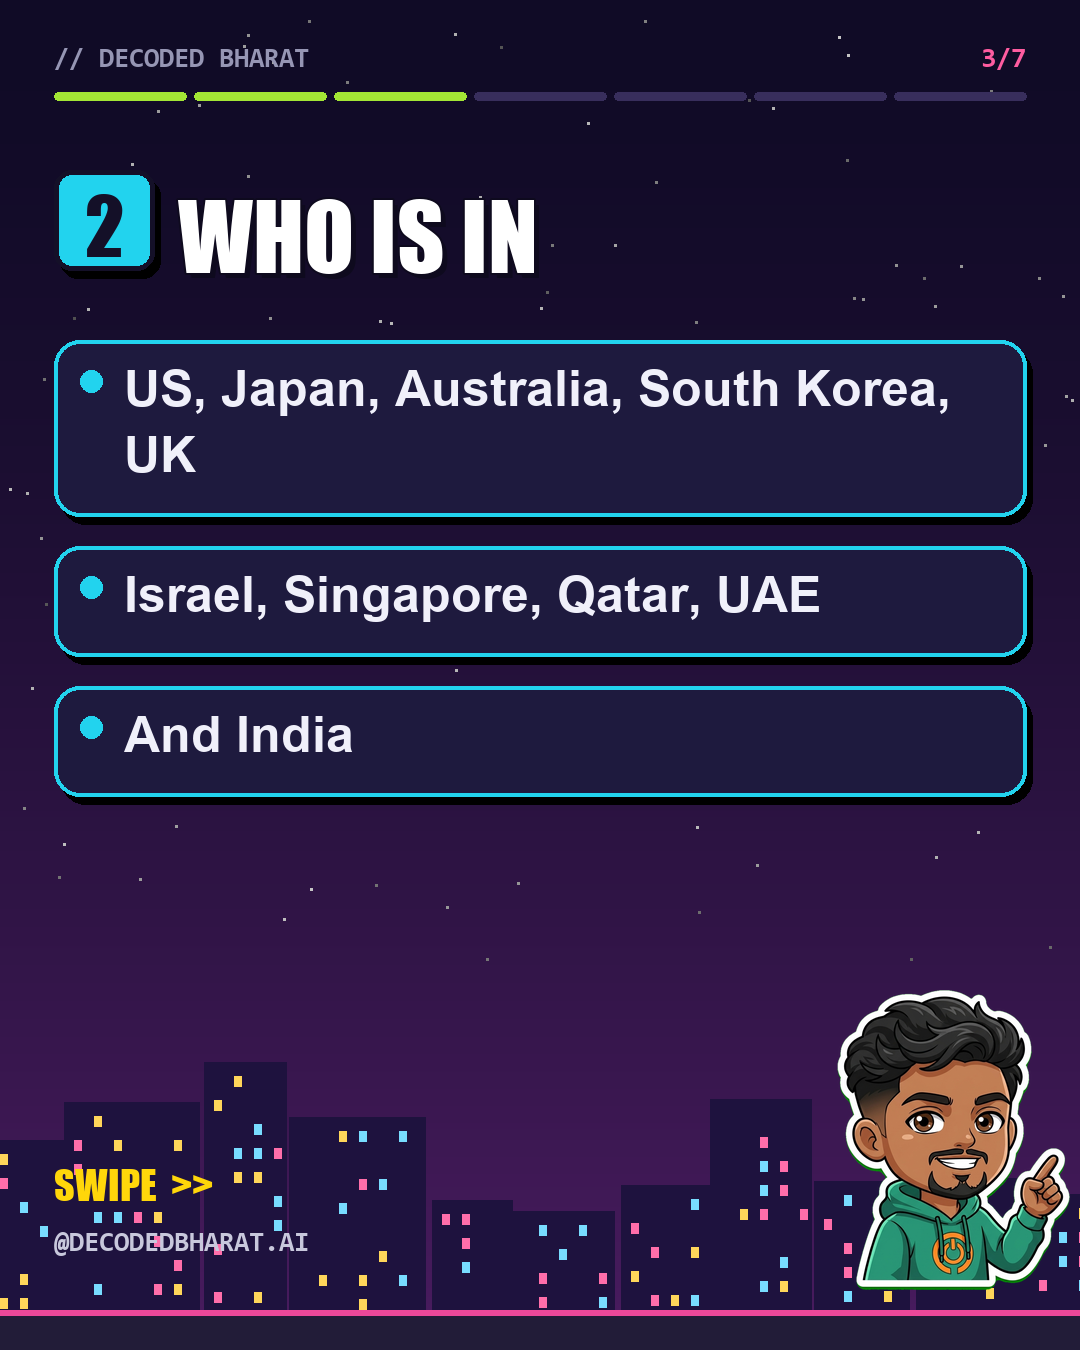 // DECODED BHARAT
3/7
2 WHO IS IN
US, Japan, Australia, South Korea,
UK
Israel, Singapore, Qatar, UAE
And India
SWIPE >>
@DECODEDBHARAT.AI